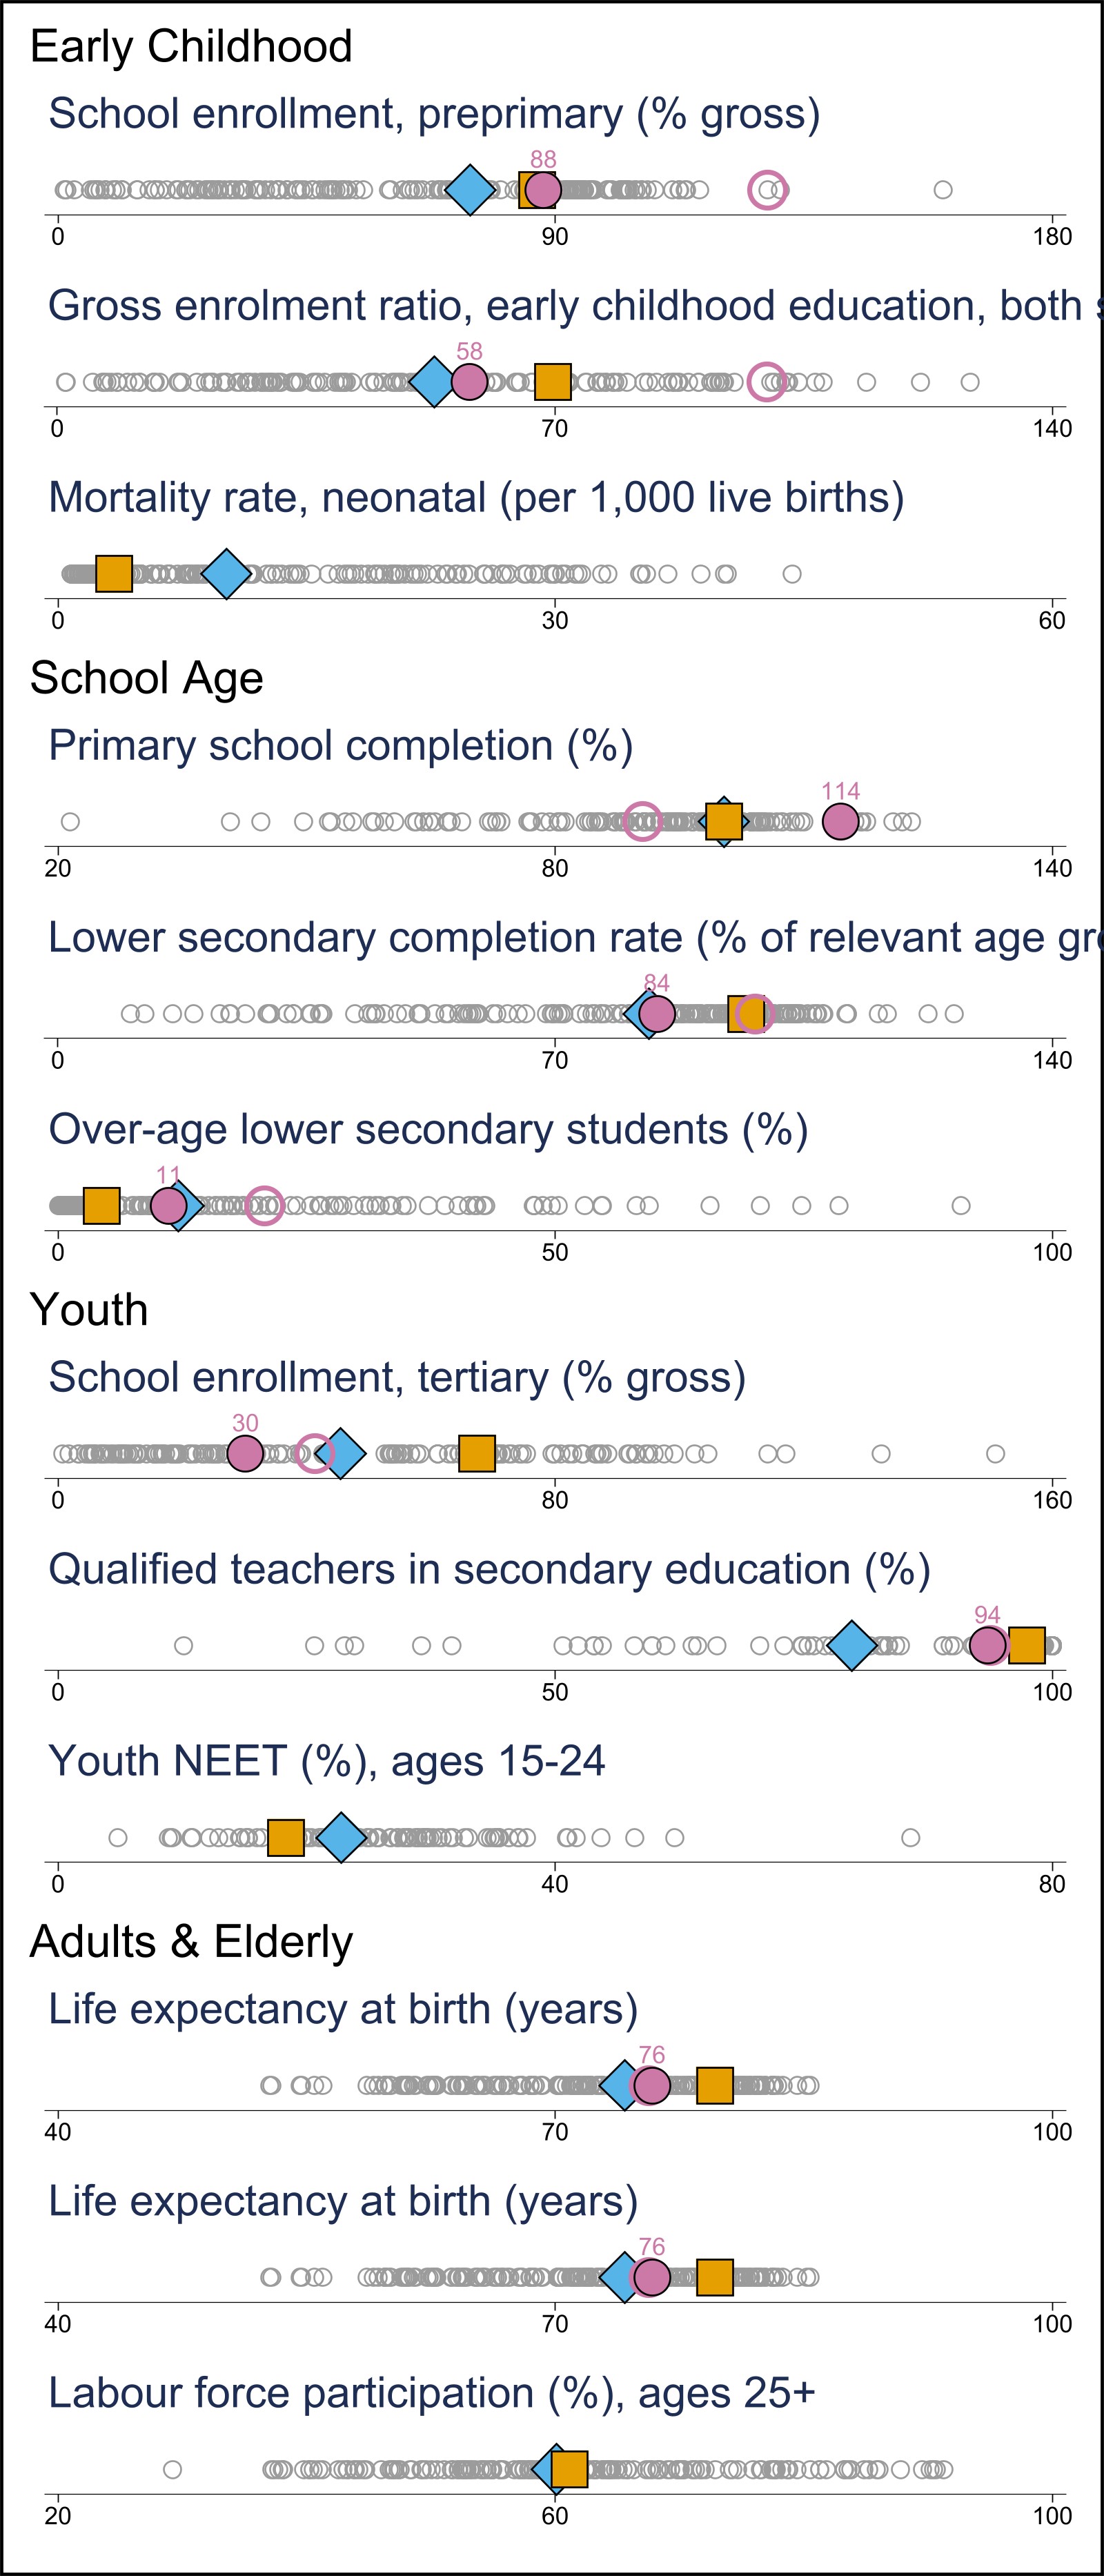 Early Childhood
School enrollment, preprimary (% gross)
88
0 90 180
Gross enrolment ratio, early childhood education, both
58
0 70 140
Mortality rate, neonatal (per 1,000 live births)
0 30 60
School Age
Primary school completion (%)
114
20 80 140
Lower secondary completion rate (% of relevant age gro
84
0 70 140
Over-age lower secondary students (%)
11
0 50 100
Youth
School enrollment, tertiary (% gross)
30
0 80 160
Qualified teachers in secondary education (%)
94
0 50 100
Youth NEET (%), ages 15-24
0 40 80
Adults & Elderly
Life expectancy at birth (years)
76
40 70 100
Life expectancy at birth (years)
76
40 70 100
Labour force participation (%), ages 25+
20 60 100